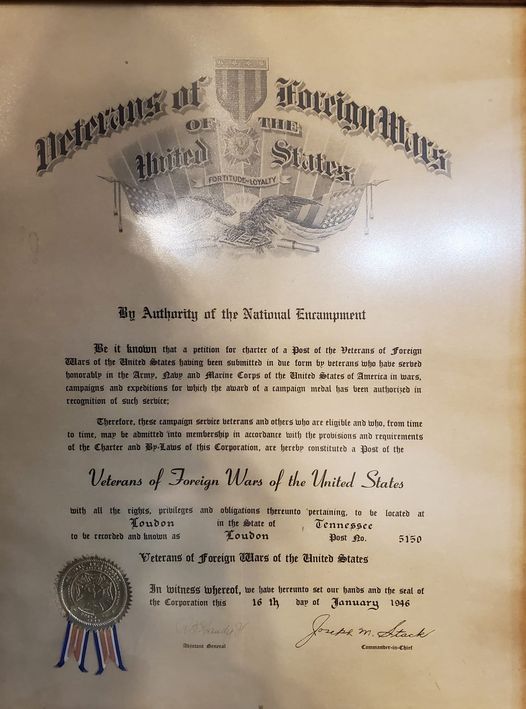 Veterans of Foreign Wars
OF THE
United States
FORTITUDE-LOYALTY
By Authority of the National Encampment
Be it known that a petition for charter of a Post of the Veterans of Foreign
Wars of the United States having been submitted in due form by veterans who have served
honorably in the Army, Navy and Marine Corps of the United States of America in wars,
campaigns and expeditions for which the award of a campaign medal has been authorized in
recognition of such service;
Therefore, these campaign service veterans and others who are eligible and who, from time
to time, may be admitted into membership in accordance with the provisions and requirements
of the Charter and By-Laws of this Corporation, are hereby constituted a Post of the
Veterans of Foreign Wars of the United States
with all the rights, privileges and obligations thereunto pertaining, to be located at
Loudon in the State of Tennessee
to be recorded and known as Loudon Post No. 5150
Veterans of Foreign Wars of the United States
In witness whereof, we have hereunto set our hands and the seal of
the Corporation this 16 th day of January 1946
Joseph M. Stack
Adjutant General Commander-in-Chief